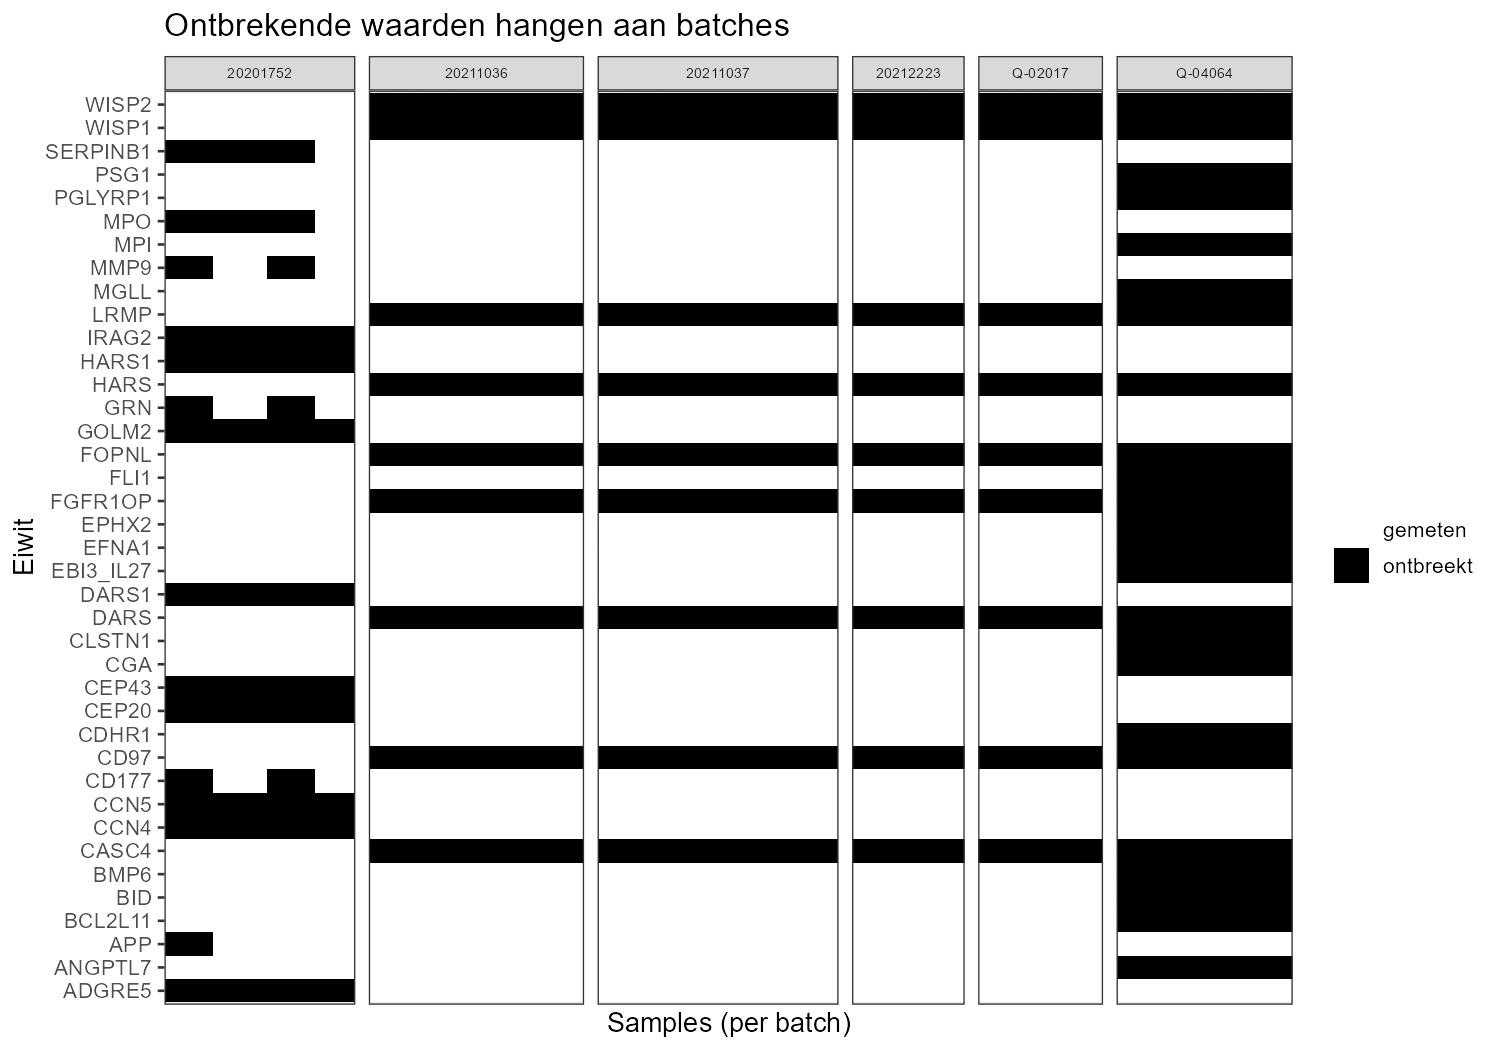 Ontbrekende waarden hangen aan batches
20201752 20211036 20211037 20212223 Q-02017 Q-04064
WISP2
WISP1
SERPINB1
PSG1
PGLYRP1
MPO
MPI
MMP9
MGLL
LRMP
IRAG2
HARS1
HARS
GRN
GOLM2
FOPNL
FLI1
FGFR1OP
EPHX2
EFNA1
EBI3_IL27
DARS1
DARS
CLSTN1
CGA
CEP43
CEP20
CDHR1
CD97
CD177
CCN5
CCN4
CASC4
BMP6
BID
BCL2L11
APP
ANGPTL7
ADGRE5
Eiwit
Samples (per batch)
gemeten
ontbreekt